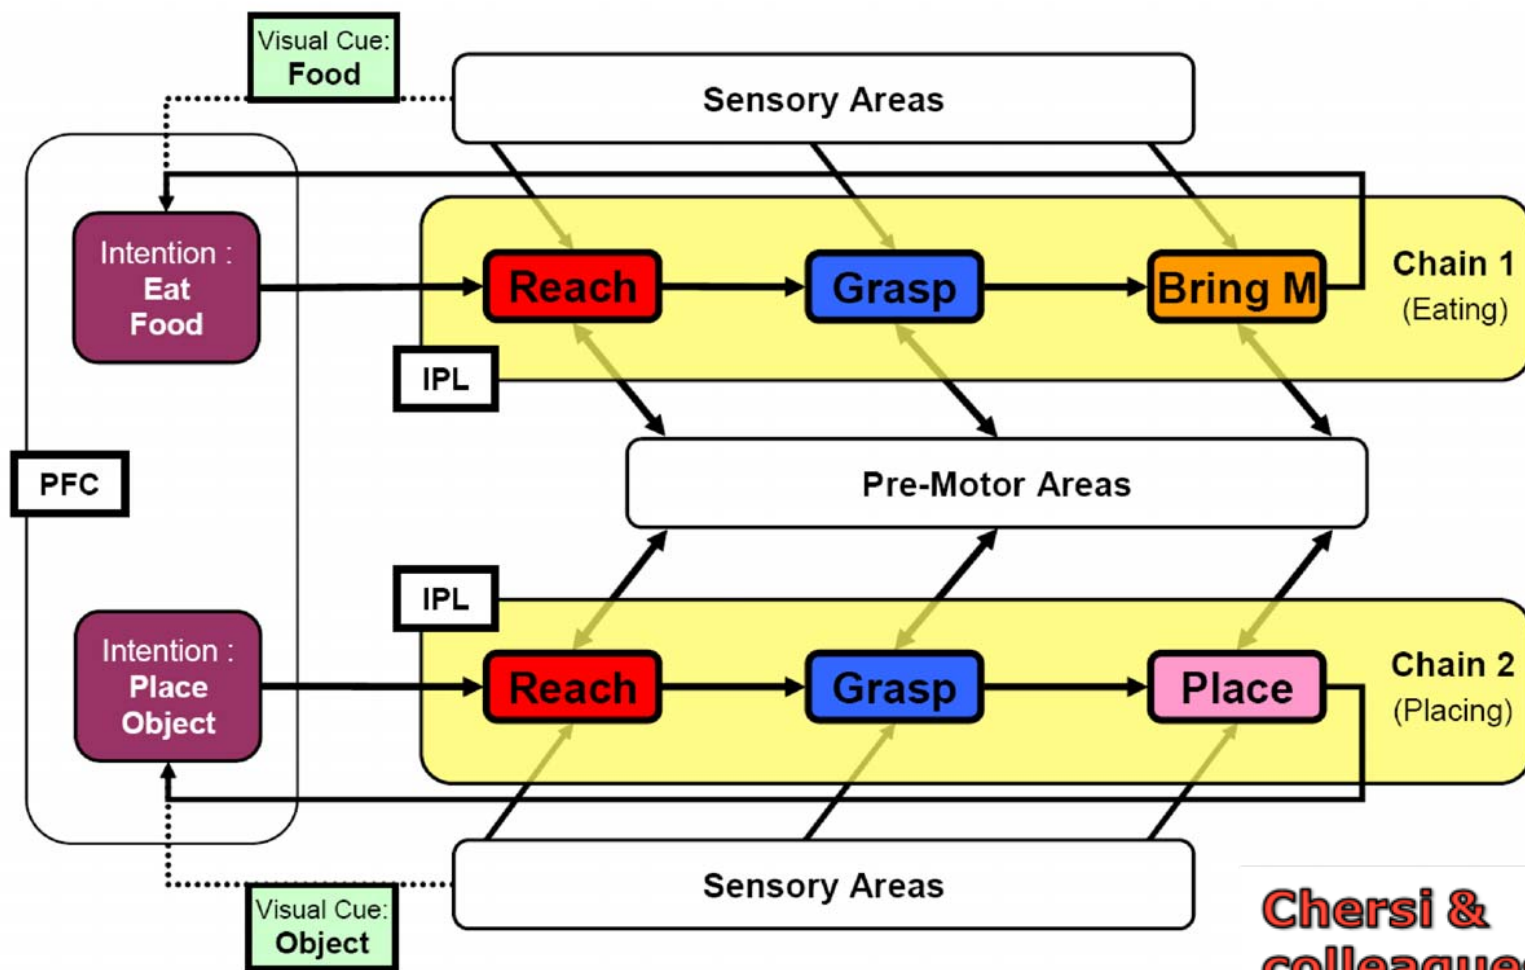 Visual Cue:
Food
Sensory Areas
Intention :
Eat
Food
Reach
Grasp
Bring M
Chain 1
(Eating)
IPL
PFC
Pre-Motor Areas
IPL
Intention :
Place
Object
Reach
Grasp
Place
Chain 2
(Placing)
Visual Cue:
Object
Sensory Areas
Chersi &
colleagues